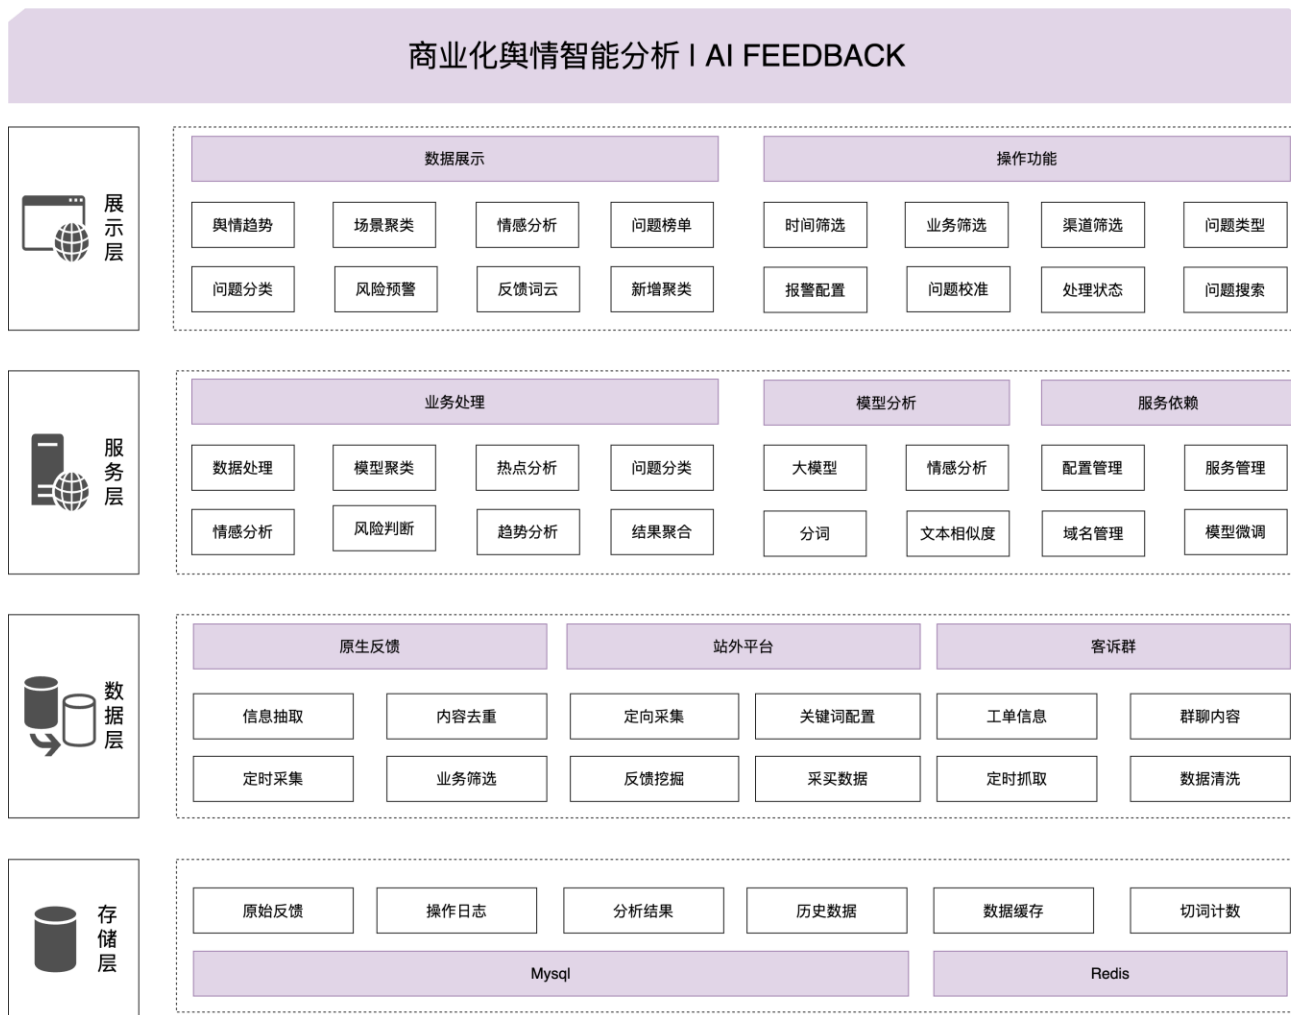 商业化舆情智能分析 | AI FEEDBACK
展示层
数据展示
操作功能
舆情趋势
场景聚类
情感分析
问题榜单
时间筛选
业务筛选
渠道筛选
问题类型
问题分类
风险预警
反馈词云
新增聚类
报警配置
问题校准
处理状态
问题搜索
服务层
业务处理
模型分析
服务依赖
数据处理
模型聚类
热点分析
问题分类
大模型
情感分析
配置管理
服务管理
情感分析
风险判断
趋势分析
结果聚合
分词
文本相似度
域名管理
模型微调
数据层
原生反馈
站外平台
客诉群
信息抽取
内容去重
定向采集
关键词配置
工单信息
群聊内容
定时采集
业务筛选
反馈挖掘
采买数据
定时抓取
数据清洗
存储层
原始反馈
操作日志
分析结果
历史数据
数据缓存
切词计数
Mysql
Redis